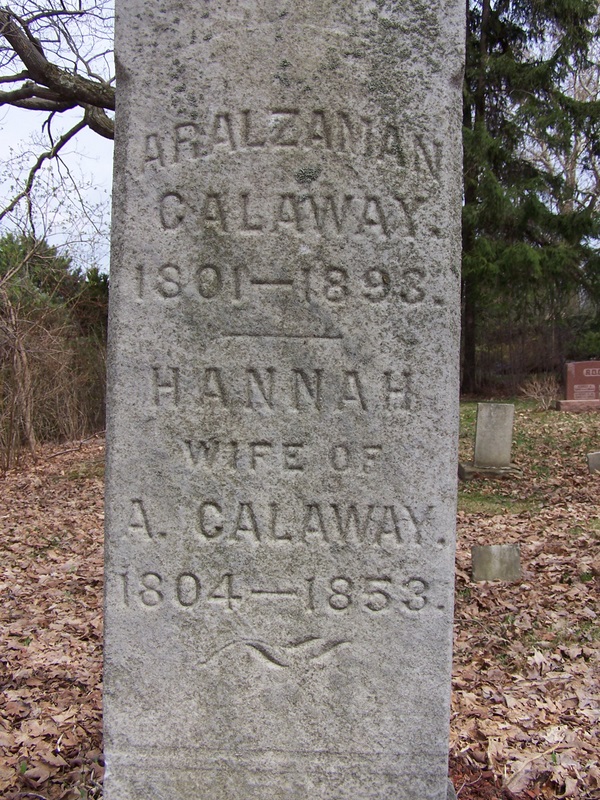 ARALZAMAN
CALAWAY.
1801—1893.
HANNAH
WIFE OF
A. CALAWAY.
1804—1853.